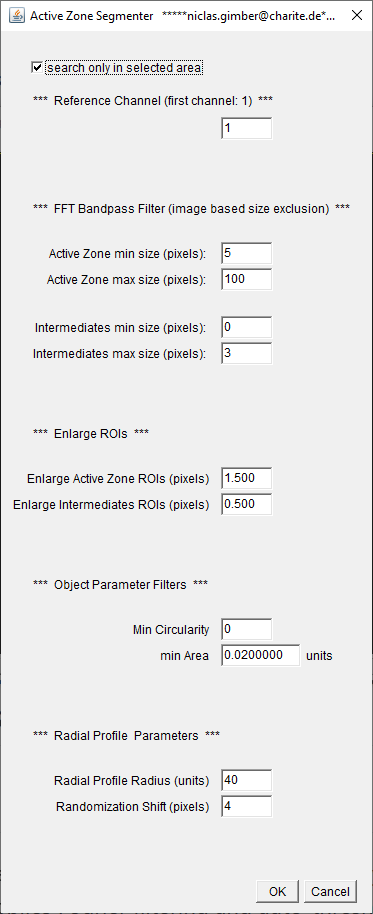 Active Zone Segmenter *****niclas.gimber@charite.de*...
search only in selected area
*** Reference Channel (first channel: 1) ***
1
*** FFT Bandpass Filter (image based size exclusion) ***
Active Zone min size (pixels): 5
Active Zone max size (pixels): 100
Intermediates min size (pixels): 0
Intermediates max size (pixels): 3
*** Enlarge ROIs ***
Enlarge Active Zone ROIs (pixels) 1.500
Enlarge Intermediates ROIs (pixels) 0.500
*** Object Parameter Filters ***
Min Circularity 0
min Area 0.0200000 units
*** Radial Profile Parameters ***
Radial Profile Radius (units) 40
Randomization Shift (pixels) 4
OK Cancel